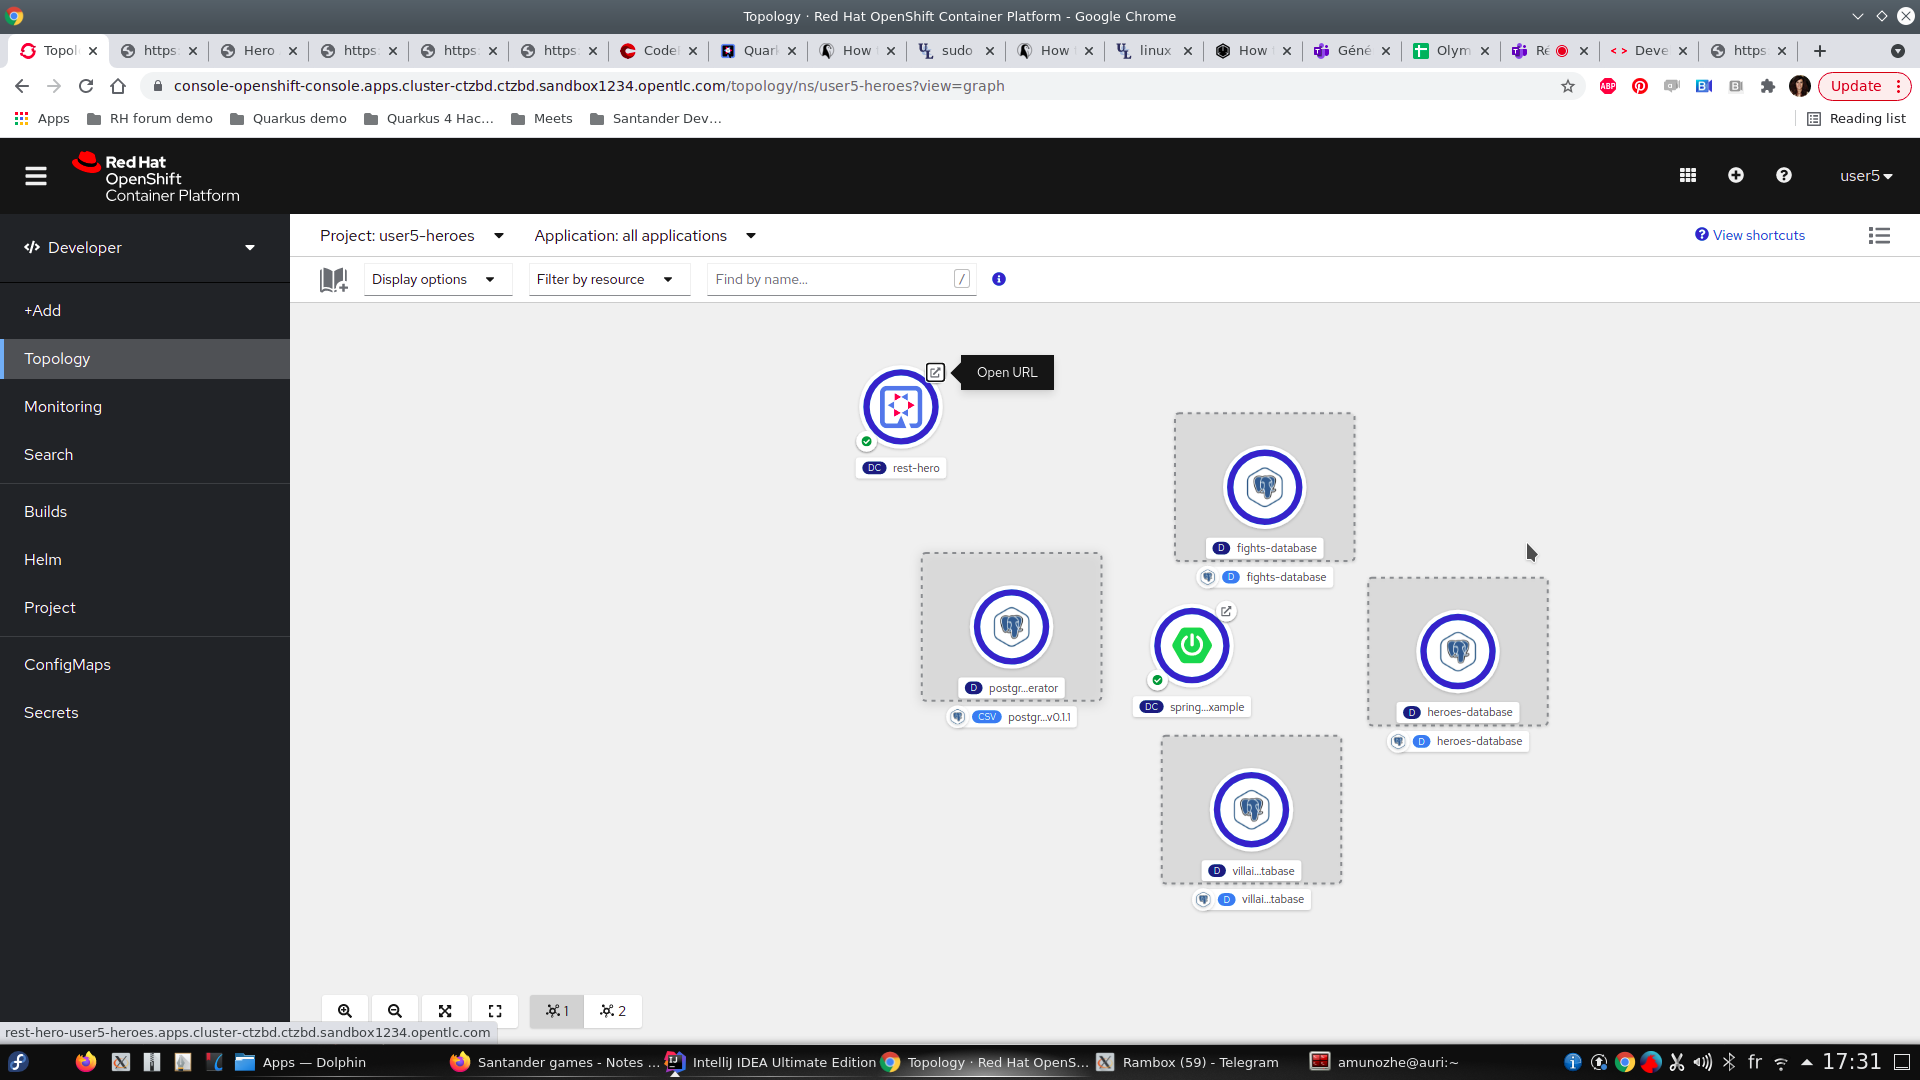 Topology · Red Hat OpenShift Container Platform - Google Chrome
Topol
https:
Hero
https:
https:
https:
Code
Quar
How
sudo
How
linux
How
Géné
Olym
Ré
Deve
https:
console-openshift-console.apps.cluster-ctzbd.ctzbd.sandbox1234.opentlc.com/topology/ns/user5-heroes?view=graph
ABP
Update
Apps
RH forum demo
Quarkus demo
Quarkus 4 Hac...
Meets
Santander Dev...
Reading list
Red Hat
OpenShift
Container Platform
user5
Developer
Project: user5-heroes
Application: all applications
View shortcuts
Display options
Filter by resource
Find by name...
/
+Add
Topology
Monitoring
Search
Builds
Helm
Project
ConfigMaps
Secrets
Open URL
DC rest-hero
D fights-database
D fights-database
D postgr...erator
CSV postgr...v0.1.1
DC spring...xample
D heroes-database
D heroes-database
D villai...tabase
D villai...tabase
1
2
rest-hero-user5-heroes.apps.cluster-ctzbd.ctzbd.sandbox1234.opentlc.com
Apps — Dolphin
Santander games - Notes ...
IntelliJ IDEA Ultimate Edition
Topology · Red Hat OpenS...
Rambox (59) - Telegram
amunozhe@auri:~
fr
17:31